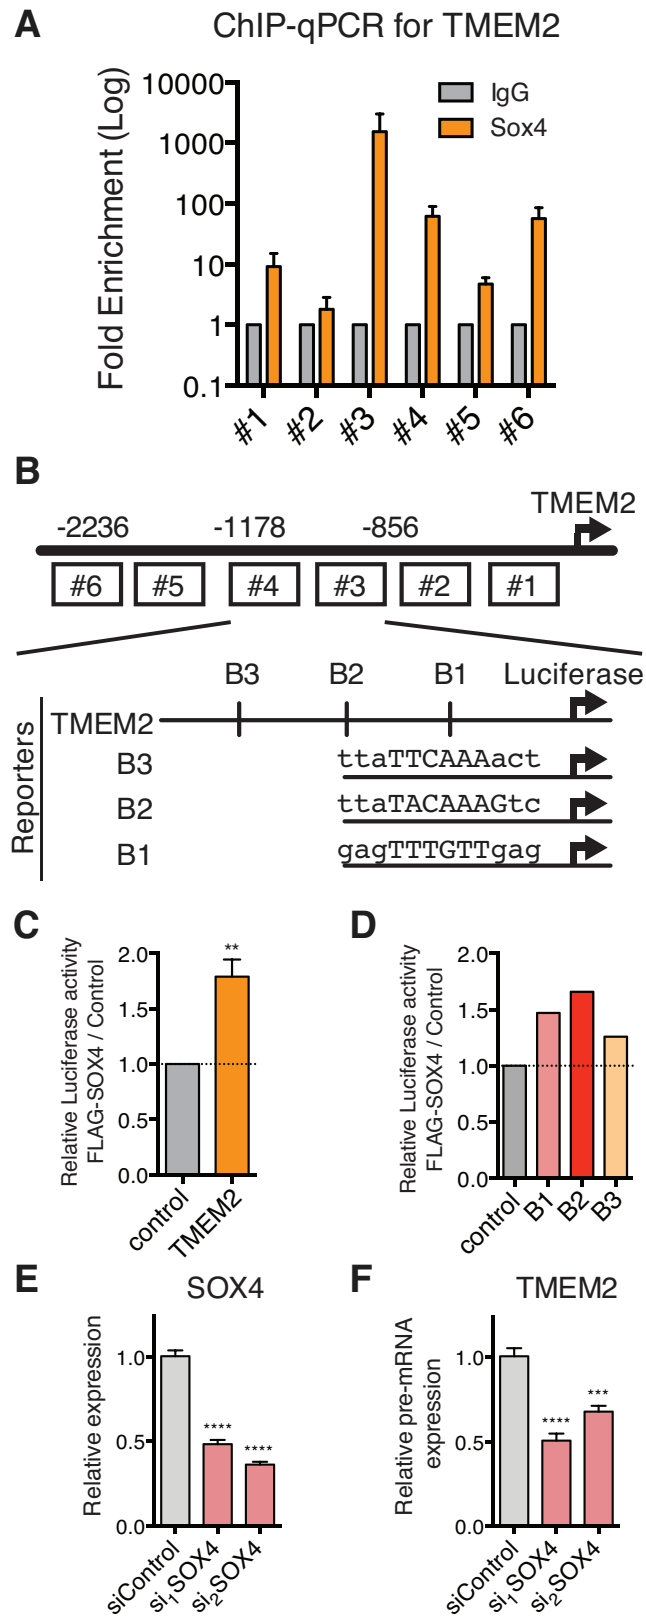 A
ChIP-qPCR for TMEM2
Fold Enrichment (Log)
10000
1000
100
10
1
0.1
IgG
Sox4
#1 #2 #3 #4 #5 #6
B
TMEM2
-2236 -1178 -856
#6 #5 #4 #3 #2 #1
B3 B2 B1 Luciferase
Reporters
TMEM2
B3 ttaTTCAAAact
B2 ttaTACAAAGtc
B1 gagTTTGTTgag
C
Relative Luciferase activity
FLAG-SOX4 / Control
2.0
1.5
1.0
0.5
0.0
**
control TMEM2
D
Relative Luciferase activity
FLAG-SOX4 / Control
2.0
1.5
1.0
0.5
0.0
control B1 B2 B3
E
SOX4
Relative expression
1.0
0.5
0.0
**** ****
siControl si1SOX4 si2SOX4
F
TMEM2
Relative pre-mRNA
expression
1.0
0.5
0.0
**** ***
siControl si1SOX4 si2SOX4